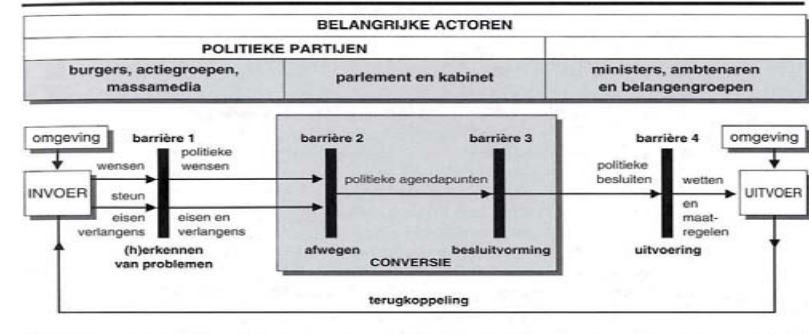 BELANGRIJKE ACTOREN
POLITIEKE PARTIJEN
burgers, actiegroepen,
massamedia
parlement en kabinet
ministers, ambtenaren
en belangengroepen
omgeving
barrière 1
barrière 2
barrière 3
barrière 4
omgeving
INVOER
wensen
steun
eisen
verlangens
politieke
wensen
eisen en
verlangens
politieke agendapunten
politieke
besluiten
wetten
en
maat-
regelen
UITVOER
(h)erkennen
van problemen
afwegen
besluitvorming
uitvoering
CONVERSIE
terugkoppeling